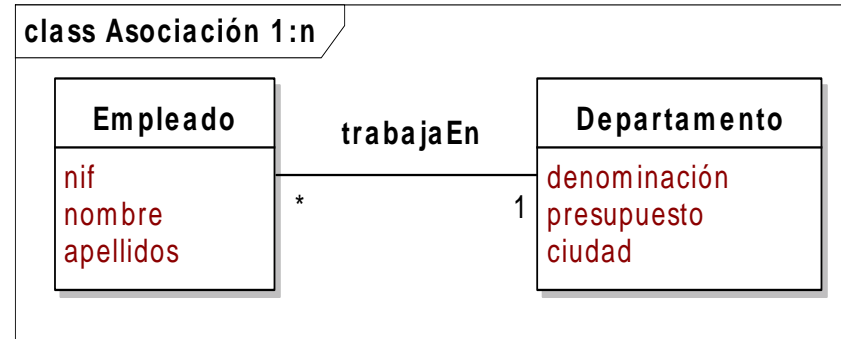 class Asociación 1:n
Empleado
trabajaEn
Departamento
nif
nombre
apellidos
*
1
denominación
presupuesto
ciudad